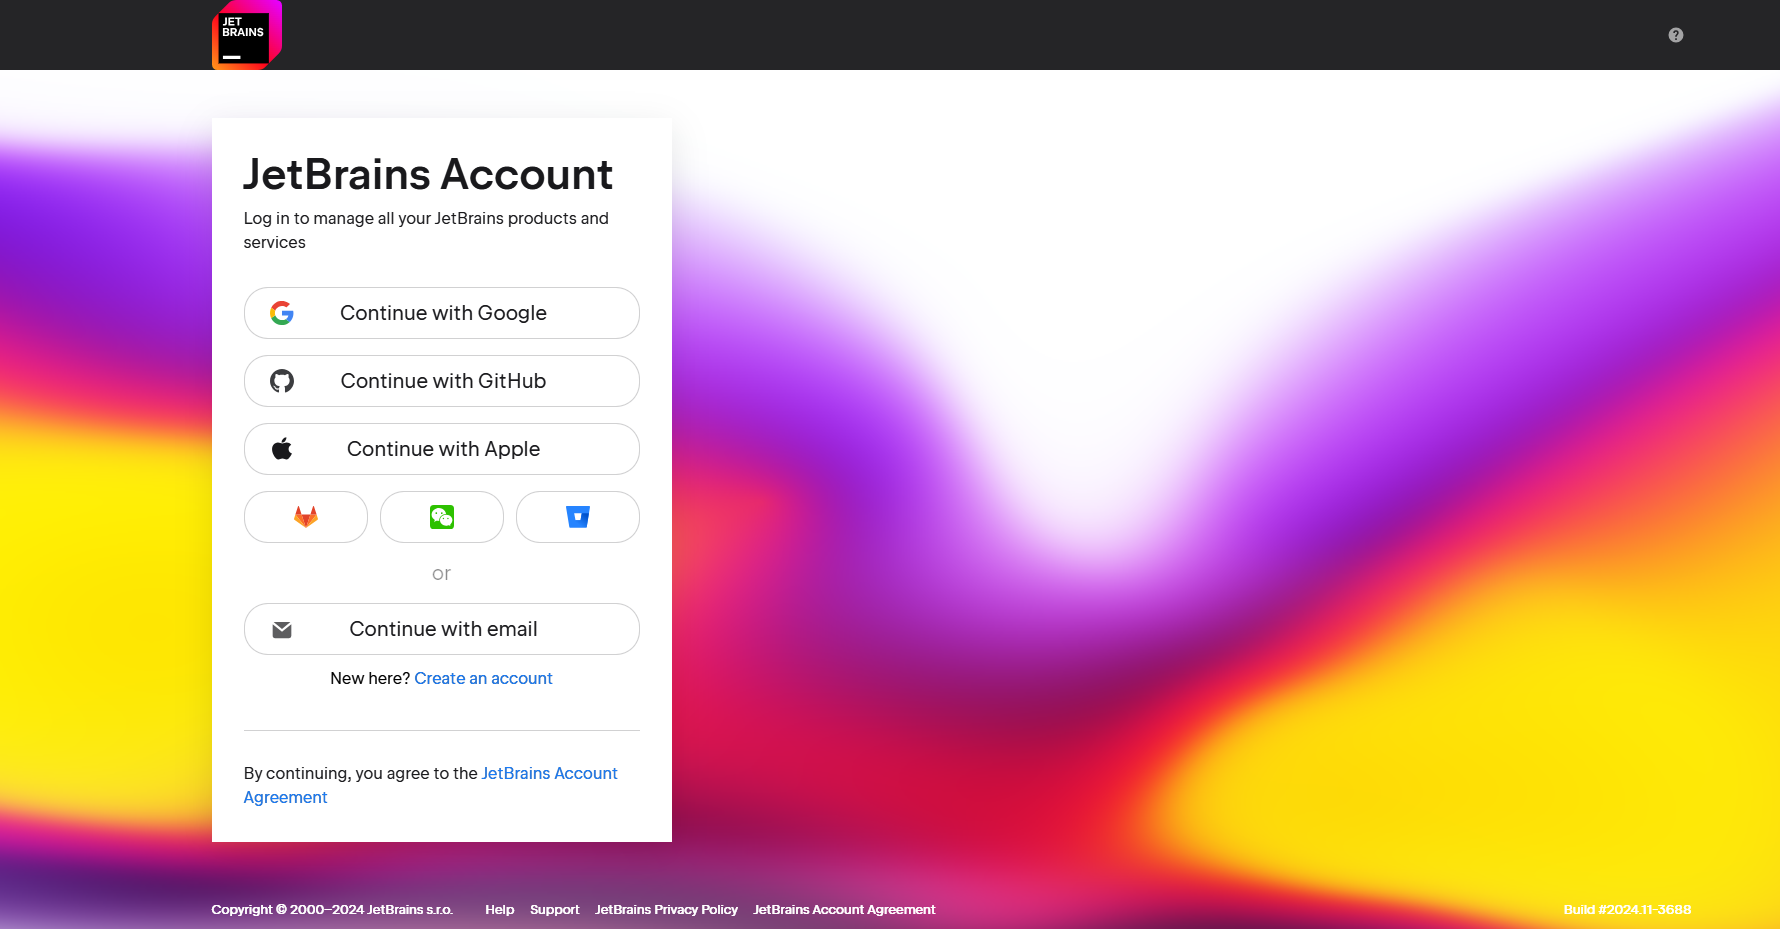 JET
BRAINS
JetBrains Account
Log in to manage all your JetBrains products and
services
Continue with Google
Continue with GitHub
Continue with Apple
or
Continue with email
New here? Create an account
By continuing, you agree to the JetBrains Account
Agreement
Copyright © 2000–2024 JetBrains s.r.o. Help Support JetBrains Privacy Policy JetBrains Account Agreement Build #2024.11-3688